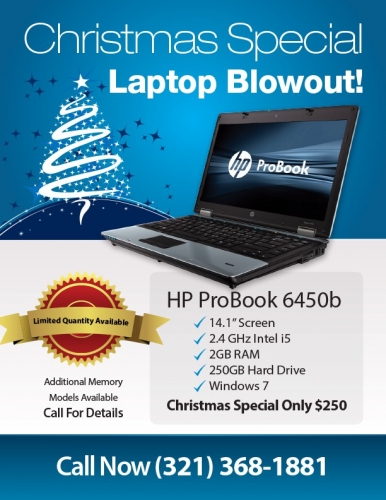 Christmas Special
Laptop Blowout!
hp ProBook
Limited Quantity Available
Additional Memory
Models Available
Call For Details
HP ProBook 6450b
✓ 14.1” Screen
✓ 2.4 GHz Intel i5
✓ 2GB RAM
✓ 250GB Hard Drive
✓ Windows 7
Christmas Special Only $250
Call Now (321) 368-1881